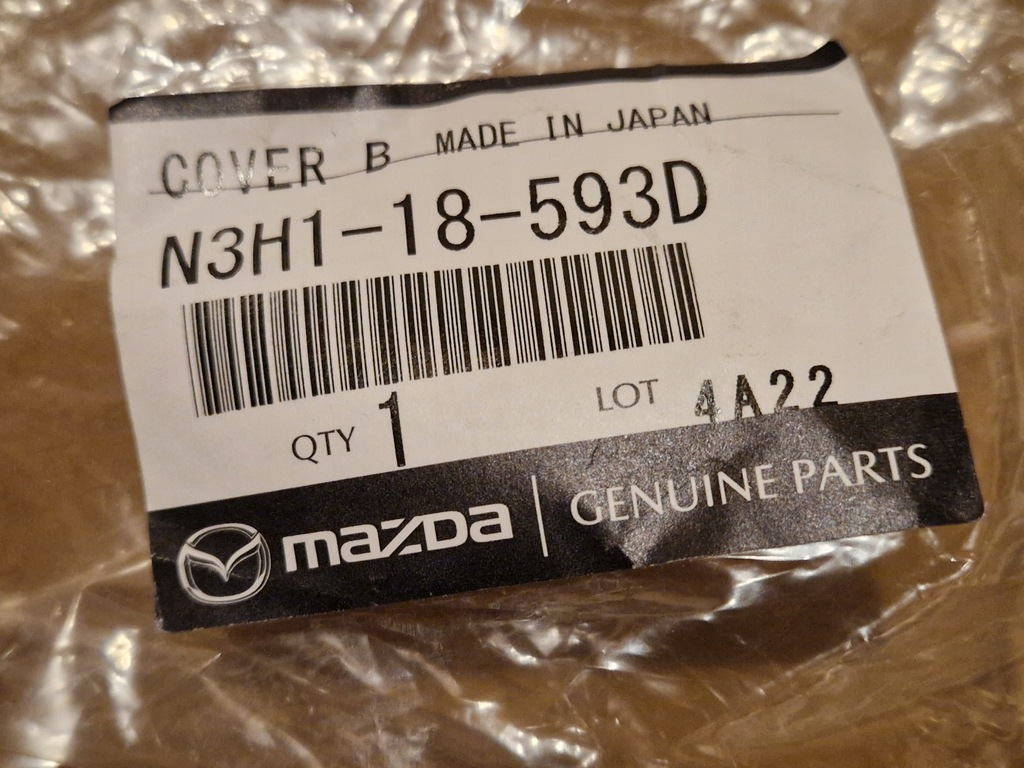 COVER B MADE IN JAPAN
N3H1-18-593D
QTY 1 LOT 4A22
mazda GENUINE PARTS